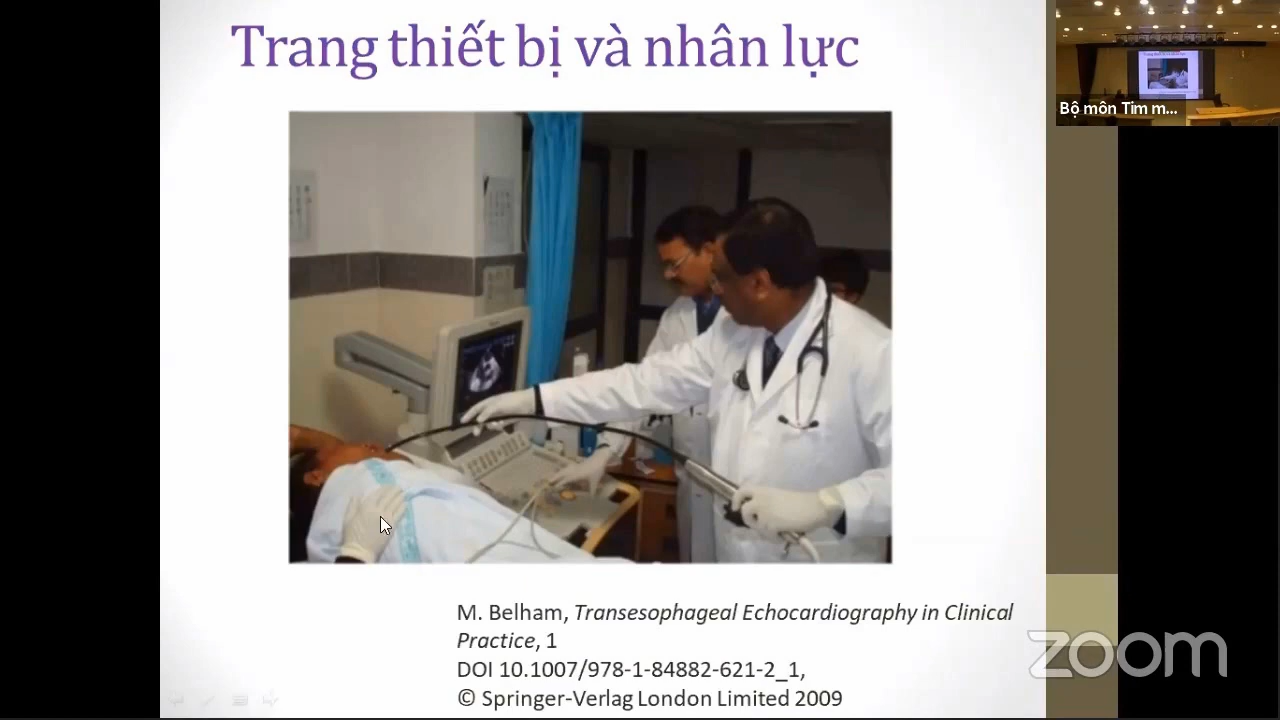 Trang thiết bị và nhân lực
Bộ môn Tim m...
M. Belham, Transesophageal Echocardiography in Clinical
Practice, 1
DOI 10.1007/978-1-84882-621-2_1,
© Springer-Verlag London Limited 2009
zoom